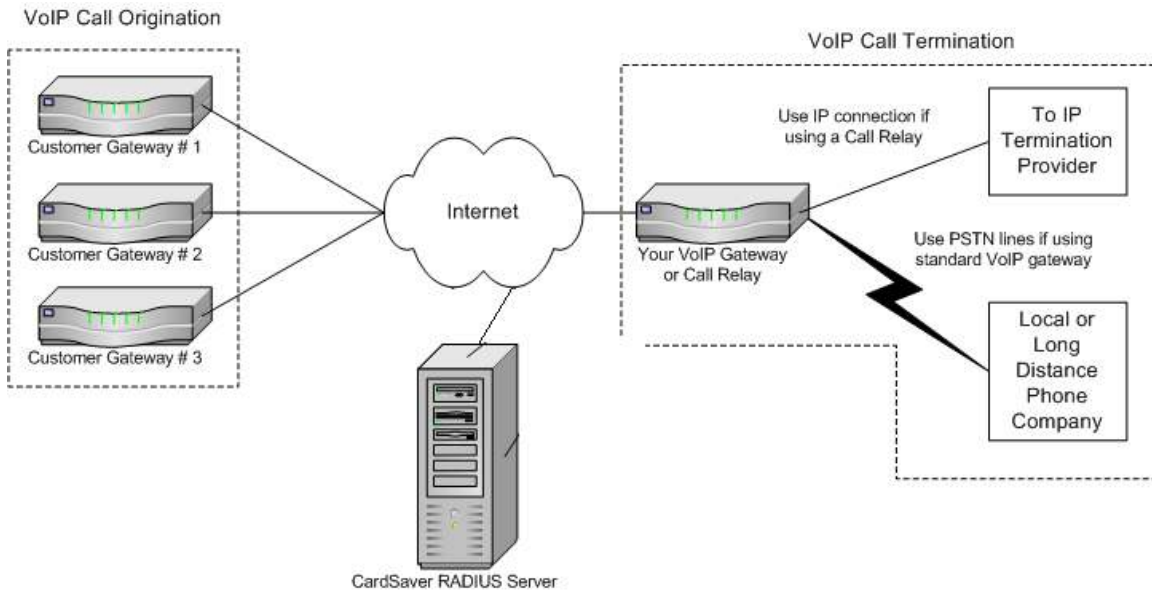 VoIP Call Origination
Customer Gateway # 1
Customer Gateway # 2
Customer Gateway # 3
Internet
CardSaver RADIUS Server
VoIP Call Termination
Use IP connection if
using a Call Relay
To IP
Termination
Provider
Your VoIP Gateway
or Call Relay
Use PSTN lines if using
standard VoIP gateway
Local or
Long
Distance
Phone
Company